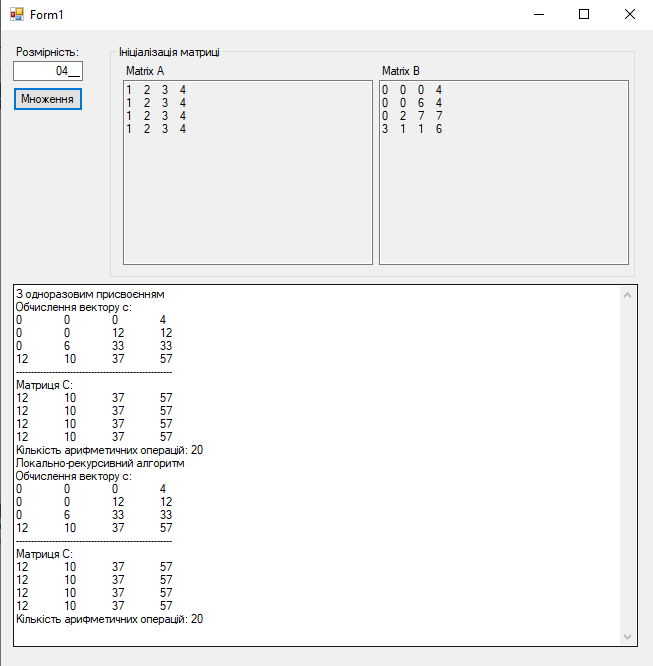 Form1
Розмірність:
04__
Множення
Ініціалізація матриці
Matrix A
1 2 3 4
1 2 3 4
1 2 3 4
1 2 3 4
Matrix B
0 0 0 4
0 0 6 4
0 2 7 7
3 1 1 6
З одноразовим присвоєнням
Обчислення вектору с:
0 0 0 4
0 0 12 12
0 6 33 33
12 10 37 57
----------------------------------------------------
Матриця С:
12 10 37 57
12 10 37 57
12 10 37 57
12 10 37 57
Кількість арифметичних операцій: 20
Локально-рекурсивний алгоритм
Обчислення вектору с:
0 0 0 4
0 0 12 12
0 6 33 33
12 10 37 57
----------------------------------------------------
Матриця С:
12 10 37 57
12 10 37 57
12 10 37 57
12 10 37 57
Кількість арифметичних операцій: 20